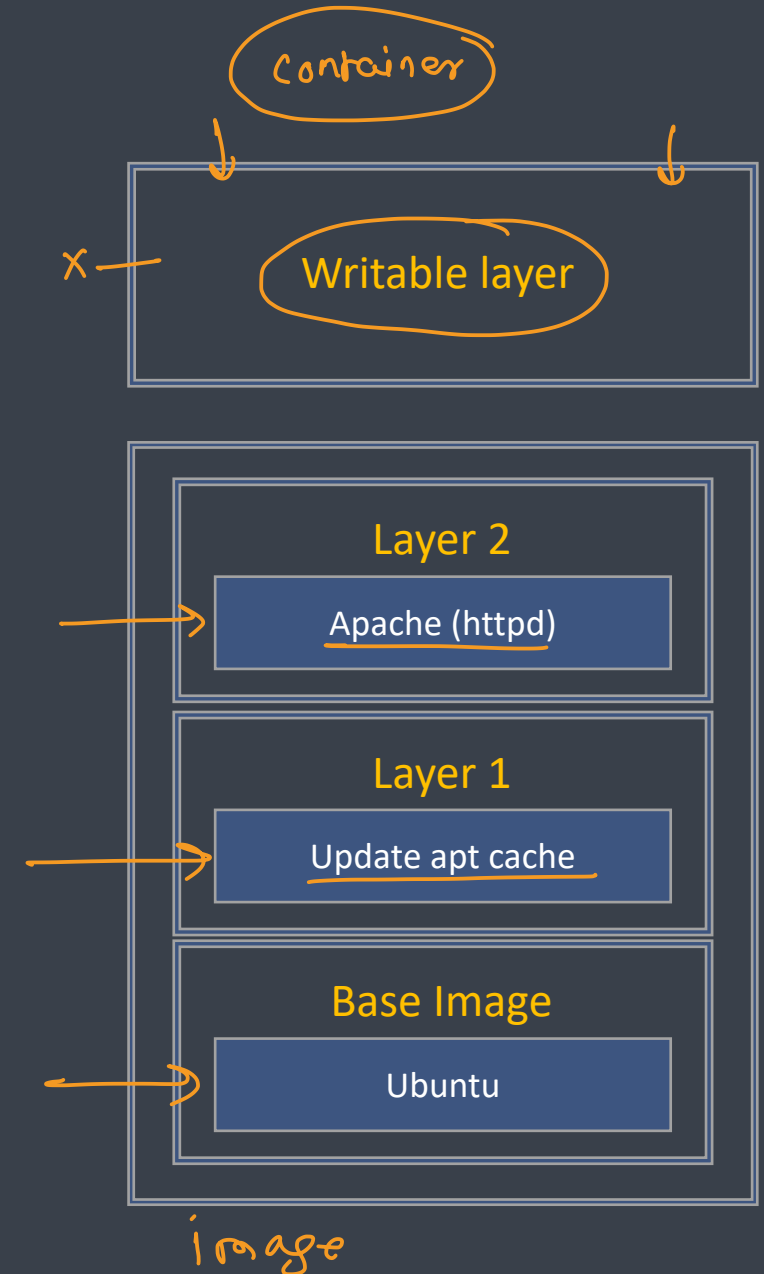 container
x
Writable layer
Layer 2
Apache (httpd)
Layer 1
Update apt cache
Base Image
Ubuntu
image